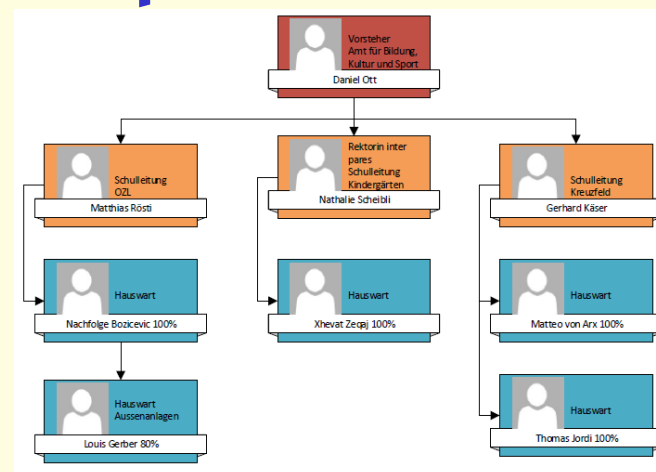 Vorsteher
Amt für Bildung,
Kultur und Sport
Daniel Ott
Schulleitung
OZL
Matthias Rösti
Rektorin inter
pares
Schulleitung
Kindergärten
Nathalie Scheibli
Schulleitung
Kreuzfeld
Gerhard Käser
Hauswart
Nachfolge Bozicevic 100%
Hauswart
Xhevat Zeqaj 100%
Hauswart
Matteo von Arx 100%
Hauswart
Aussenanlagen
Louis Gerber 80%
Hauswart
Thomas Jordi 100%